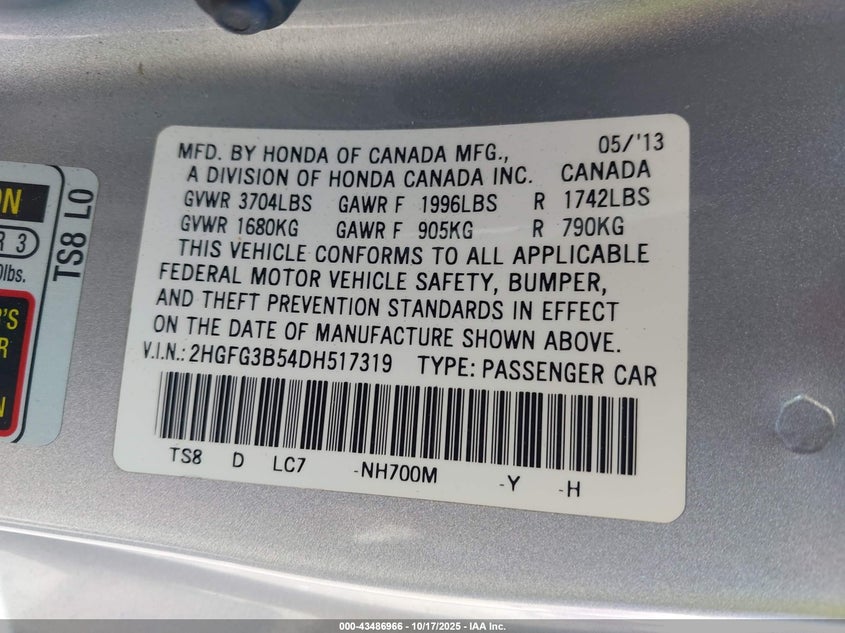 ON
R 3
0lbs.
'S
R
N
TS8 L0
MFD. BY HONDA OF CANADA MFG., 05/'13
A DIVISION OF HONDA CANADA INC. CANADA
GVWR 3704LBS GAWR F 1996LBS R 1742LBS
GVWR 1680KG GAWR F 905KG R 790KG
THIS VEHICLE CONFORMS TO ALL APPLICABLE
FEDERAL MOTOR VEHICLE SAFETY, BUMPER,
AND THEFT PREVENTION STANDARDS IN EFFECT
ON THE DATE OF MANUFACTURE SHOWN ABOVE.
V.I.N.: 2HGFG3B54DH517319 TYPE: PASSENGER CAR
TS8 D LC7 -NH700M -Y -H
000-43486966 - 10/17/2025 - IAA Inc.